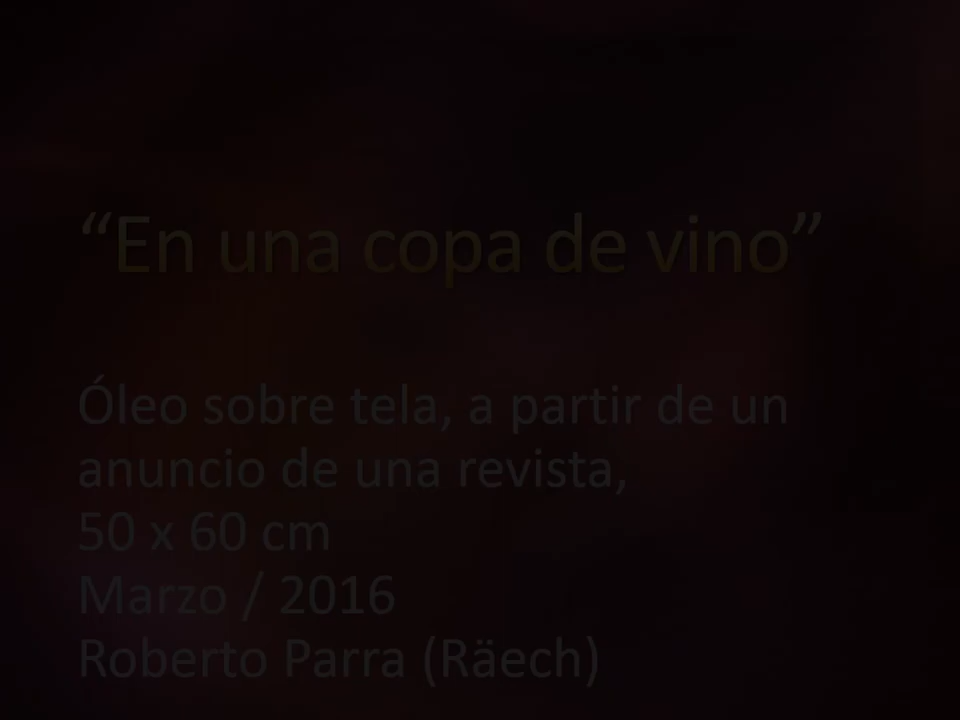 “En una copa de vino”
Óleo sobre tela, a partir de un
anuncio de una revista,
50 x 60 cm
Marzo / 2016
Roberto Parra (Räech)